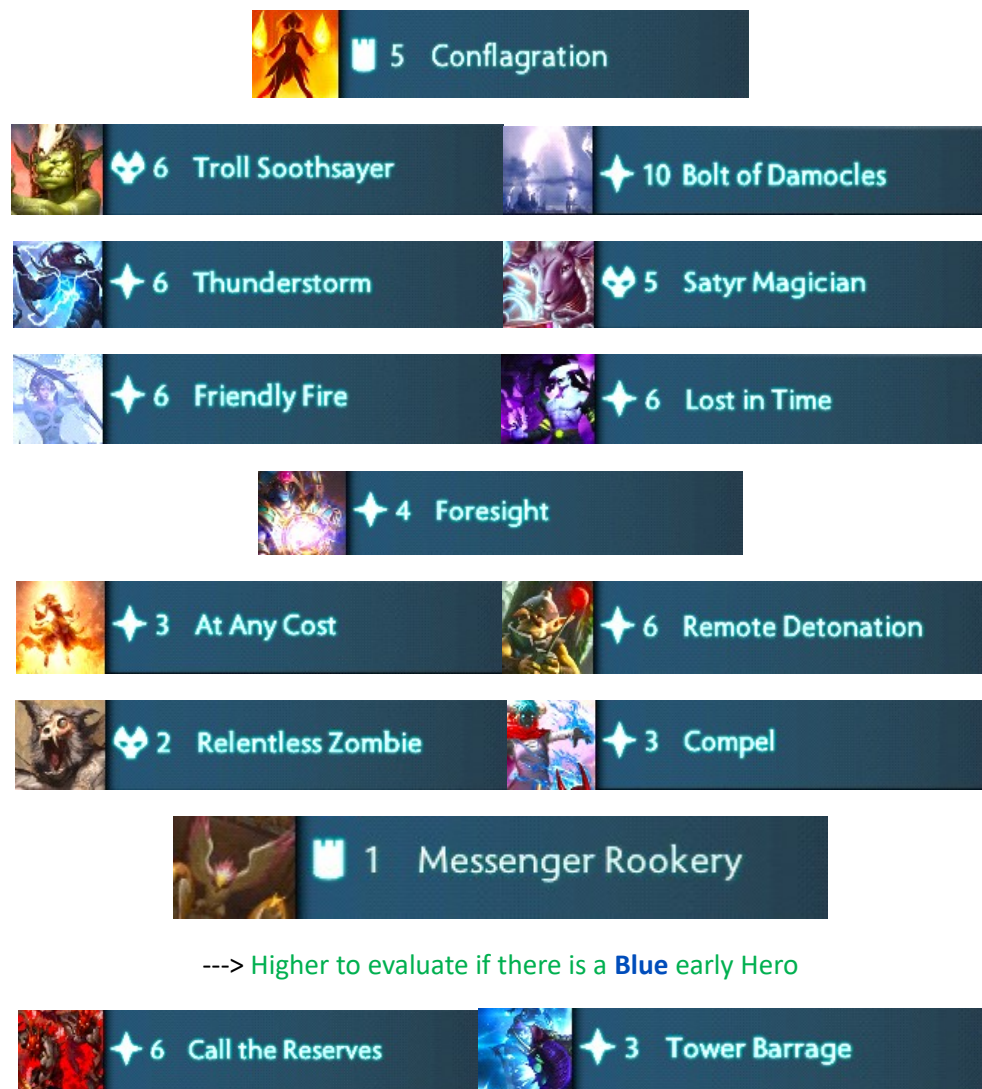 5 Conflagration
6 Troll Soothsayer
10 Bolt of Damocles
6 Thunderstorm
5 Satyr Magician
6 Friendly Fire
6 Lost in Time
4 Foresight
3 At Any Cost
6 Remote Detonation
2 Relentless Zombie
3 Compel
1 Messenger Rookery
---> Higher to evaluate if there is a Blue early Hero
6 Call the Reserves
3 Tower Barrage